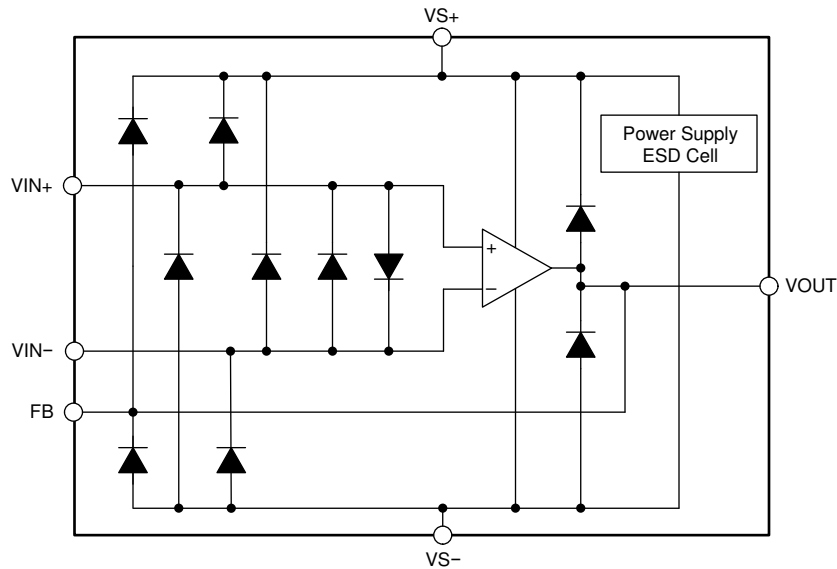 VS+
Power Supply
ESD Cell
VIN+
+
−
VOUT
VIN−
FB
VS−